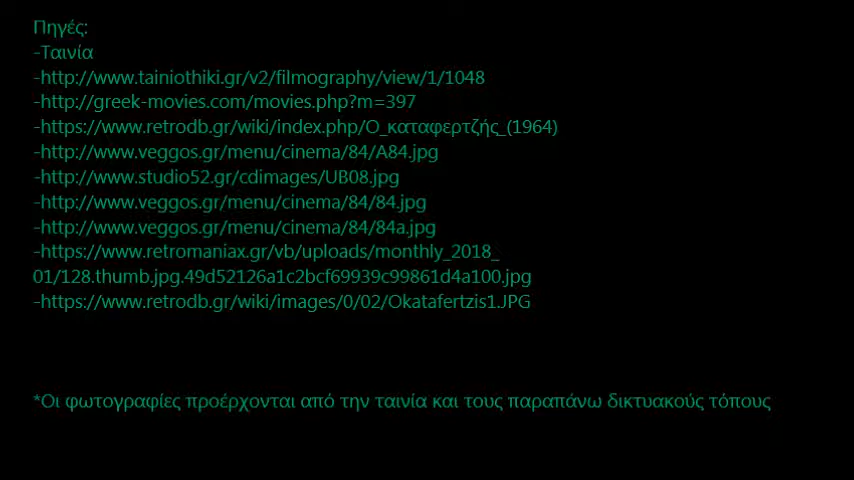 Πηγές:
-Ταινία
-http://www.tainiothiki.gr/v2/filmography/view/1/1048
-http://greek-movies.com/movies.php?m=397
-https://www.retrodb.gr/wiki/index.php/Ο_καταφερτζής_(1964)
-http://www.veggos.gr/menu/cinema/84/A84.jpg
-http://www.studio52.gr/cdimages/UB08.jpg
-http://www.veggos.gr/menu/cinema/84/84.jpg
-http://www.veggos.gr/menu/cinema/84/84a.jpg
-https://www.retromaniax.gr/vb/uploads/monthly_2018_
01/128.thumb.jpg.49d52126a1c2bcf69939c99861d4a100.jpg
-https://www.retrodb.gr/wiki/images/0/02/Okatafertzis1.JPG
*Οι φωτογραφίες προέρχονται από την ταινία και τους παραπάνω δικτυακούς τόπους